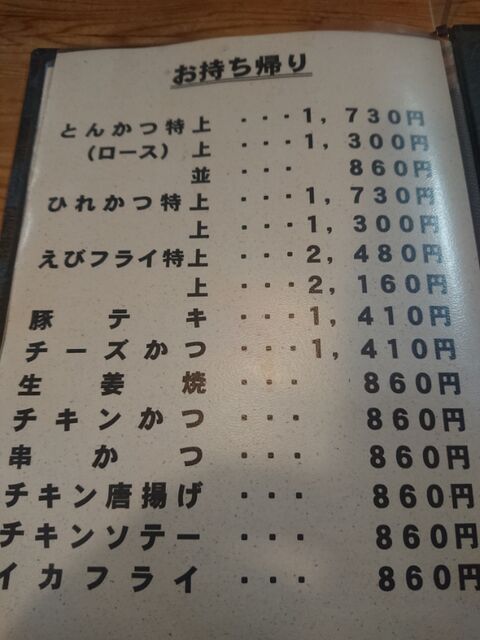 お持ち帰り
とんかつ特上 ・・・1，730円
（ロース）上 ・・・1，300円
並 ・・・ 860円
ひれかつ特上 ・・・1，730円
上 ・・・1，300円
えびフライ特上 ・・・2，480円
上 ・・・2，160円
豚テキ ・・・1，410円
チーズかつ ・・・1，410円
生姜焼 ・・・ 860円
チキンかつ ・・・ 860円
串かつ ・・・ 860円
チキン唐揚げ ・・・ 860円
チキンソテー ・・・ 860円
イカフライ ・・・ 860円